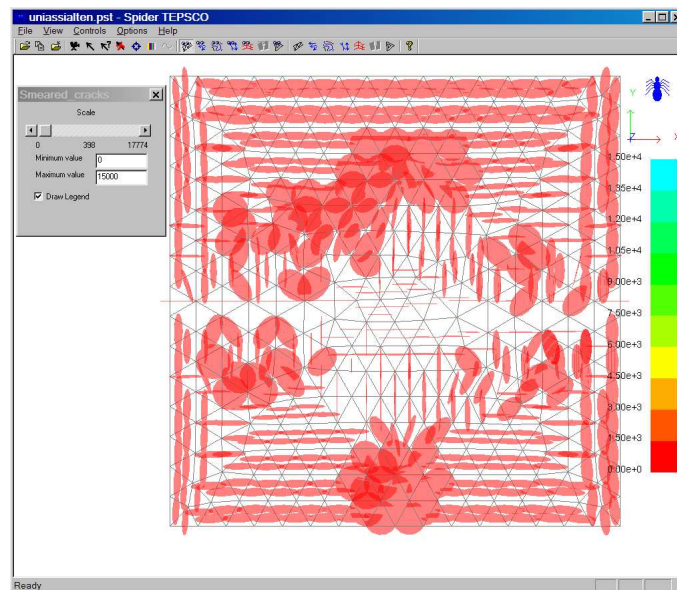 uniassialten.pst - Spider TEPSCO
File View Controls Options Help
Smeared_cracks
Scale
0 398 17774
Minimum value 0
Maximum value 15000
Draw Legend
Y
Z X
1.50e+4
1.35e+4
1.20e+4
1.05e+4
9.00e+3
7.50e+3
6.00e+3
4.50e+3
3.00e+3
1.50e+3
0.00e+0
Ready